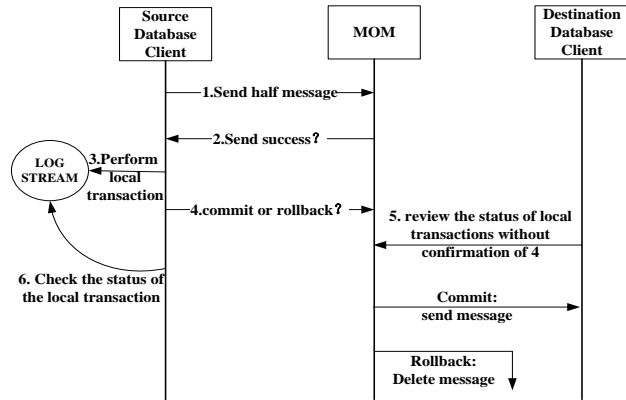 Source
Database
Client
MOM
Destination
Database
Client
1.Send half message
2.Send success？
LOG
STREAM
3.Perform
local
transaction
4.commit or rollback？
5. review the status of local
transactions without
confirmation of 4
6. Check the status of
the local transaction
Commit:
send message
Rollback:
Delete message